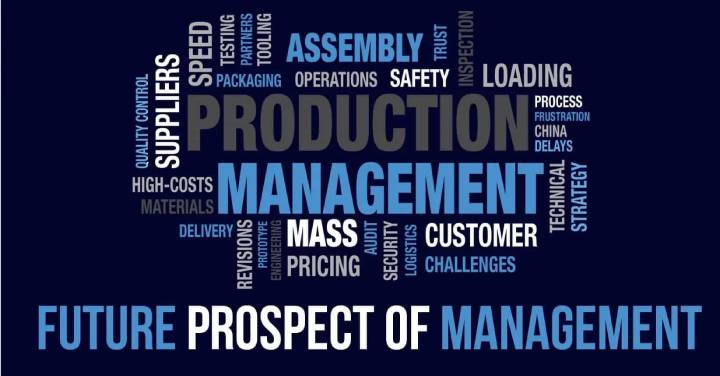 SPEED
TESTING
PARTNERS
TOOLING
ASSEMBLY
TRUST
INSPECTION
QUALITY CONTROL
SUPPLIERS
PACKAGING
OPERATIONS
SAFETY
LOADING
PRODUCTION
PROCESS
FRUSTRATION
CHINA
DELAYS
HIGH-COSTS
MATERIALS
MANAGEMENT
TECHNICAL
STRATEGY
DELIVERY
REVISIONS
PROTOTYPE
ENGINEERING
MASS
PRICING
AUDIT
SECURITY
LOGISTICS
CUSTOMER
CHALLENGES
FUTURE PROSPECT OF MANAGEMENT